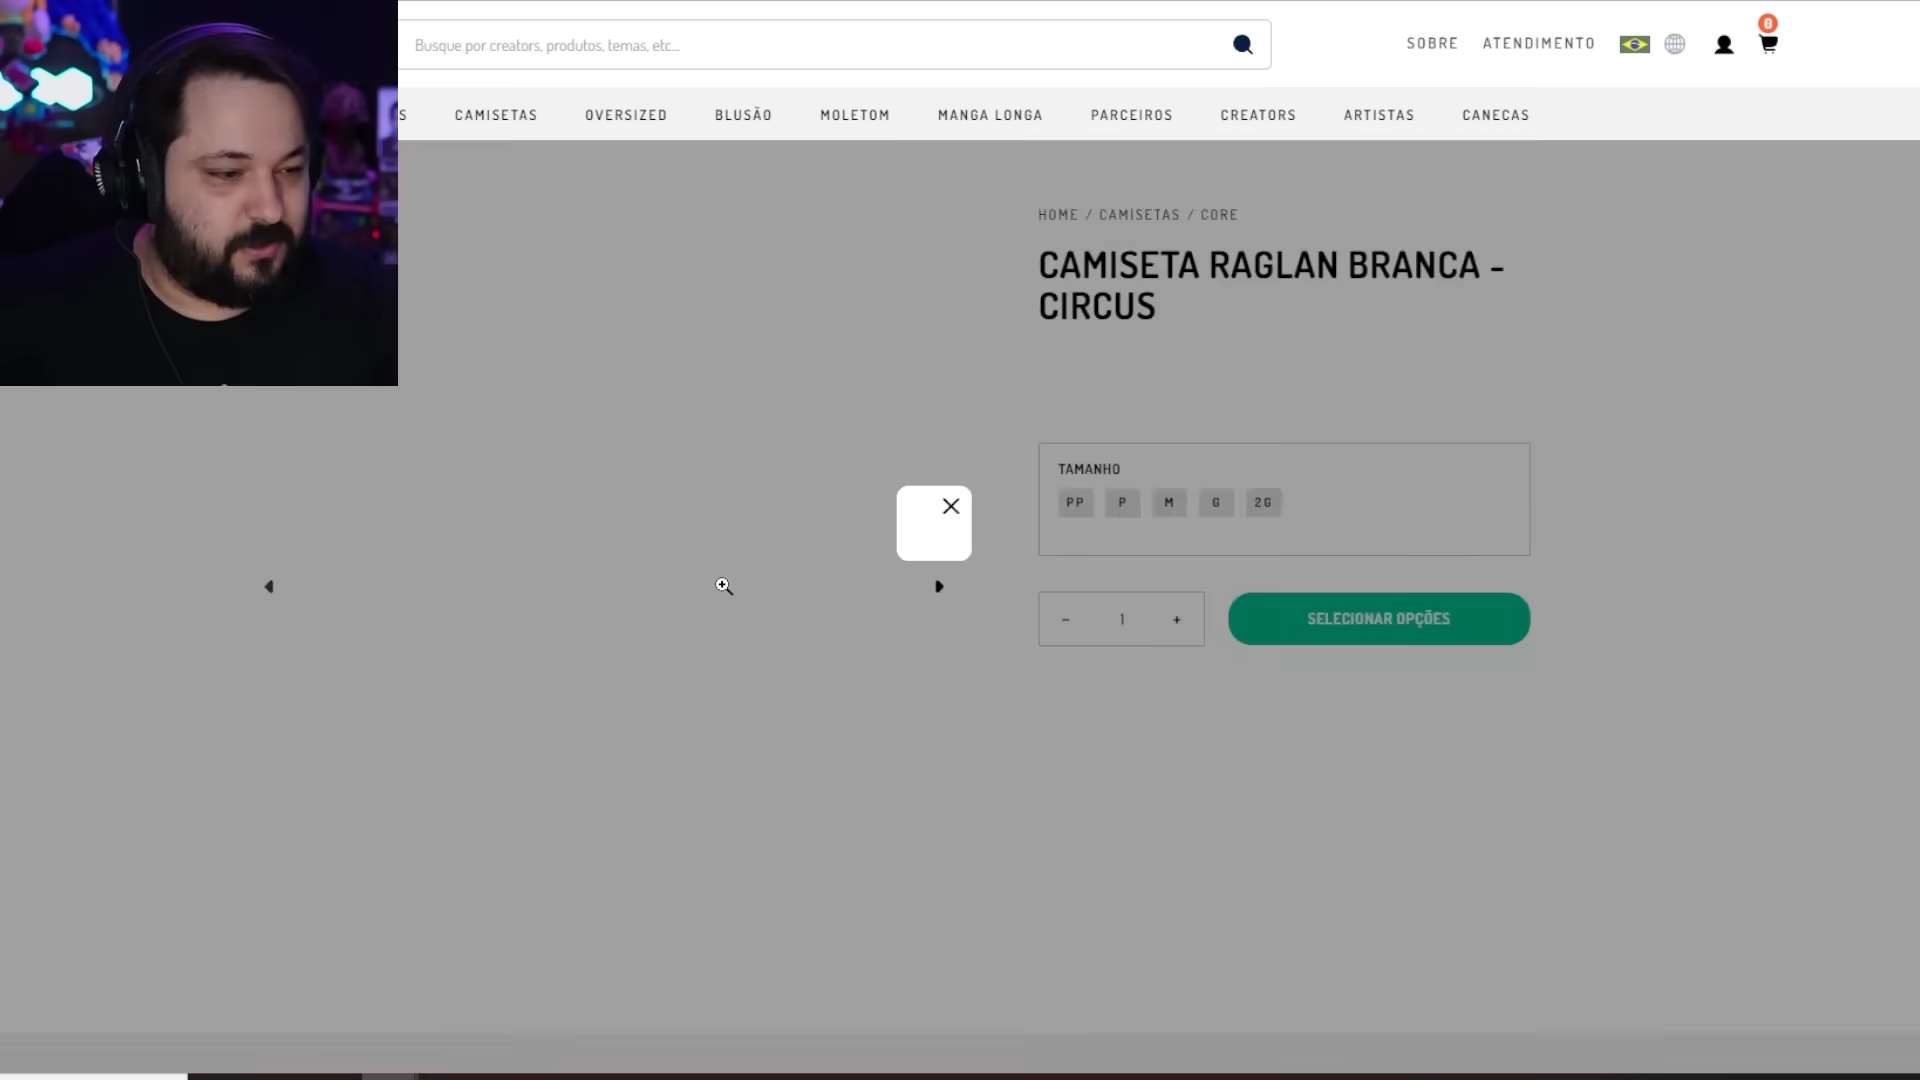 Busque por creators, produtos, temas, etc...
SOBRE ATENDIMENTO
0
S CAMISETAS OVERSIZED BLUSÃO MOLETOM MANGA LONGA PARCEIROS CREATORS ARTISTAS CANECAS
HOME / CAMISETAS / CORE
CAMISETA RAGLAN BRANCA -
CIRCUS
TAMANHO
PP P M G 2G
- 1 +
SELECIONAR OPÇÕES